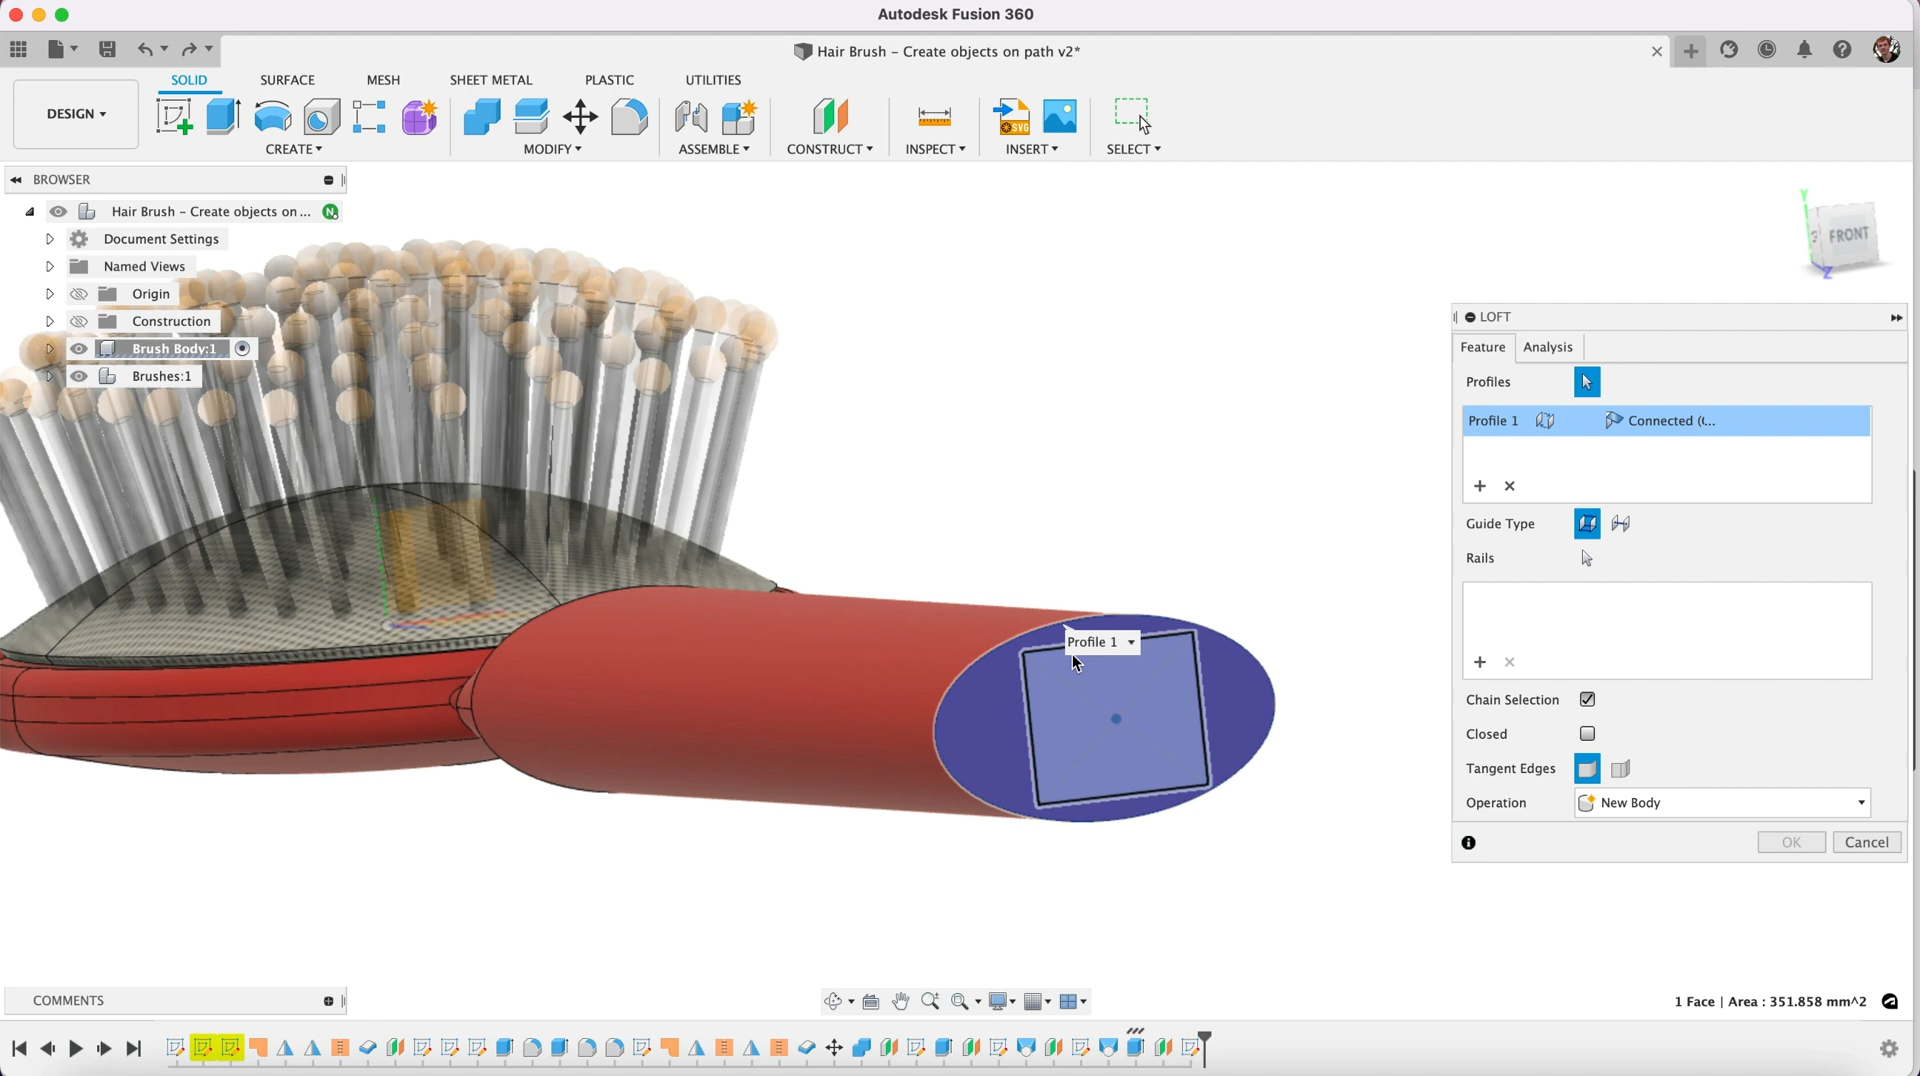 Autodesk Fusion 360
Hair Brush – Create objects on path v2*
DESIGN
SOLID
SURFACE
MESH
SHEET METAL
PLASTIC
UTILITIES
CREATE
MODIFY
ASSEMBLE
CONSTRUCT
INSPECT
SVG
INSERT
SELECT
BROWSER
Hair Brush – Create objects on ...
N
Document Settings
Named Views
Origin
Construction
Brush Body:1
Brushes:1
Y
FRONT
Z
Profile 1
LOFT
Feature
Analysis
Profiles
Profile 1
Connected (...
Guide Type
Rails
Chain Selection
Closed
Tangent Edges
Operation
New Body
OK
Cancel
COMMENTS
1 Face | Area : 351.858 mm^2